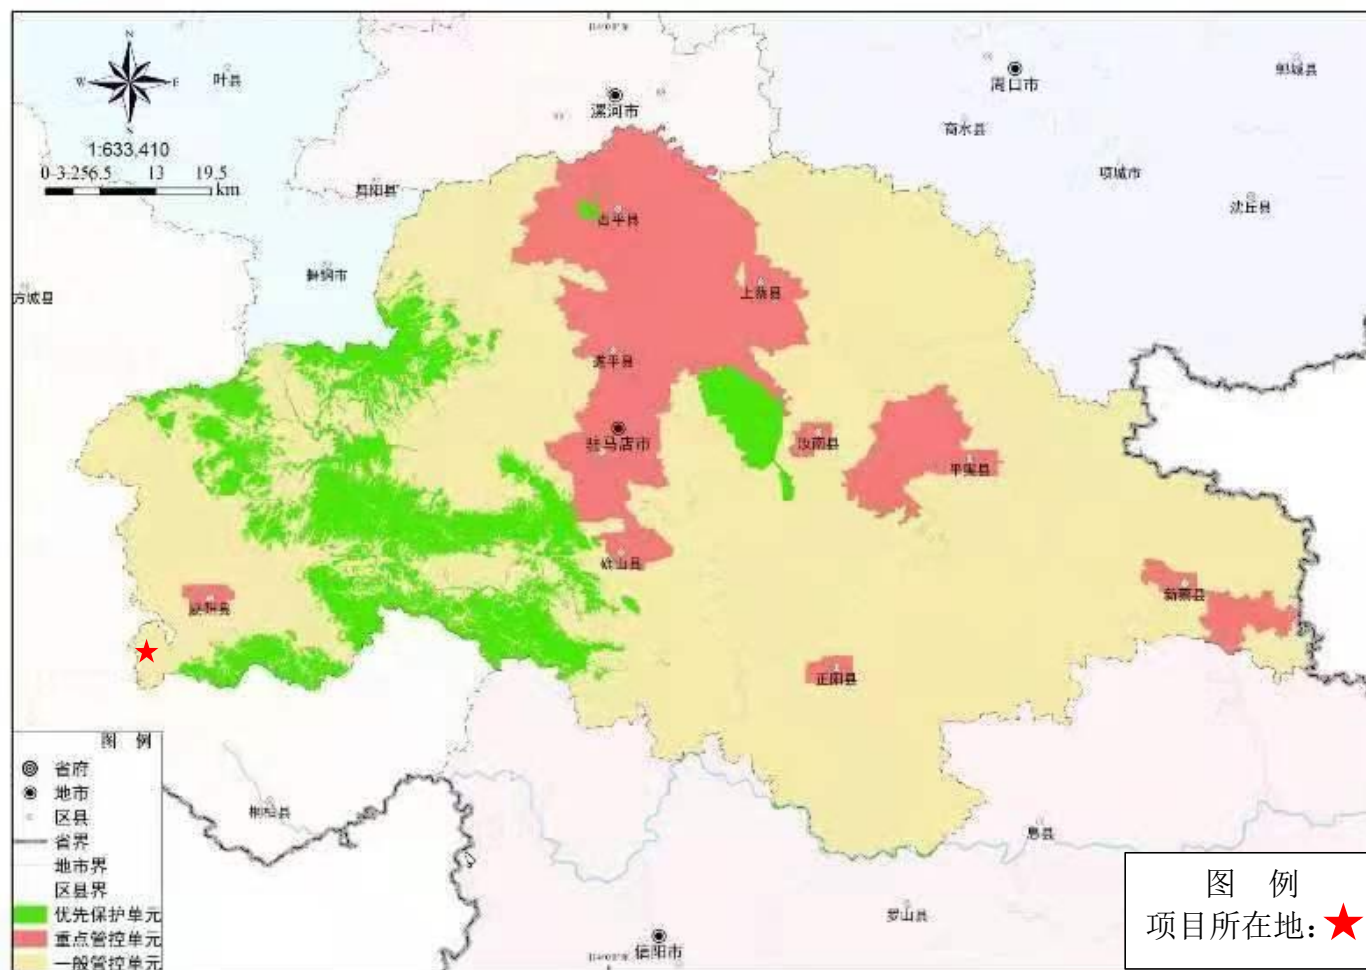 N
W
E
S
1:633,410
0-3.256.5 13 19.5
km
叶县
漯河市
周口市
郸城县
商水县
项城市
沈丘县
舞阳县
西平县
舞钢市
方城县
上蔡县
遂平县
驻马店市
汝南县
平舆县
确山县
泌阳县
新蔡县
正阳县
桐柏县
息县
罗山县
信阳市
图 例
省府
地市
区县
省界
地市界
区县界
优先保护单元
重点管控单元
一般管控单元
图 例
项目所在地: